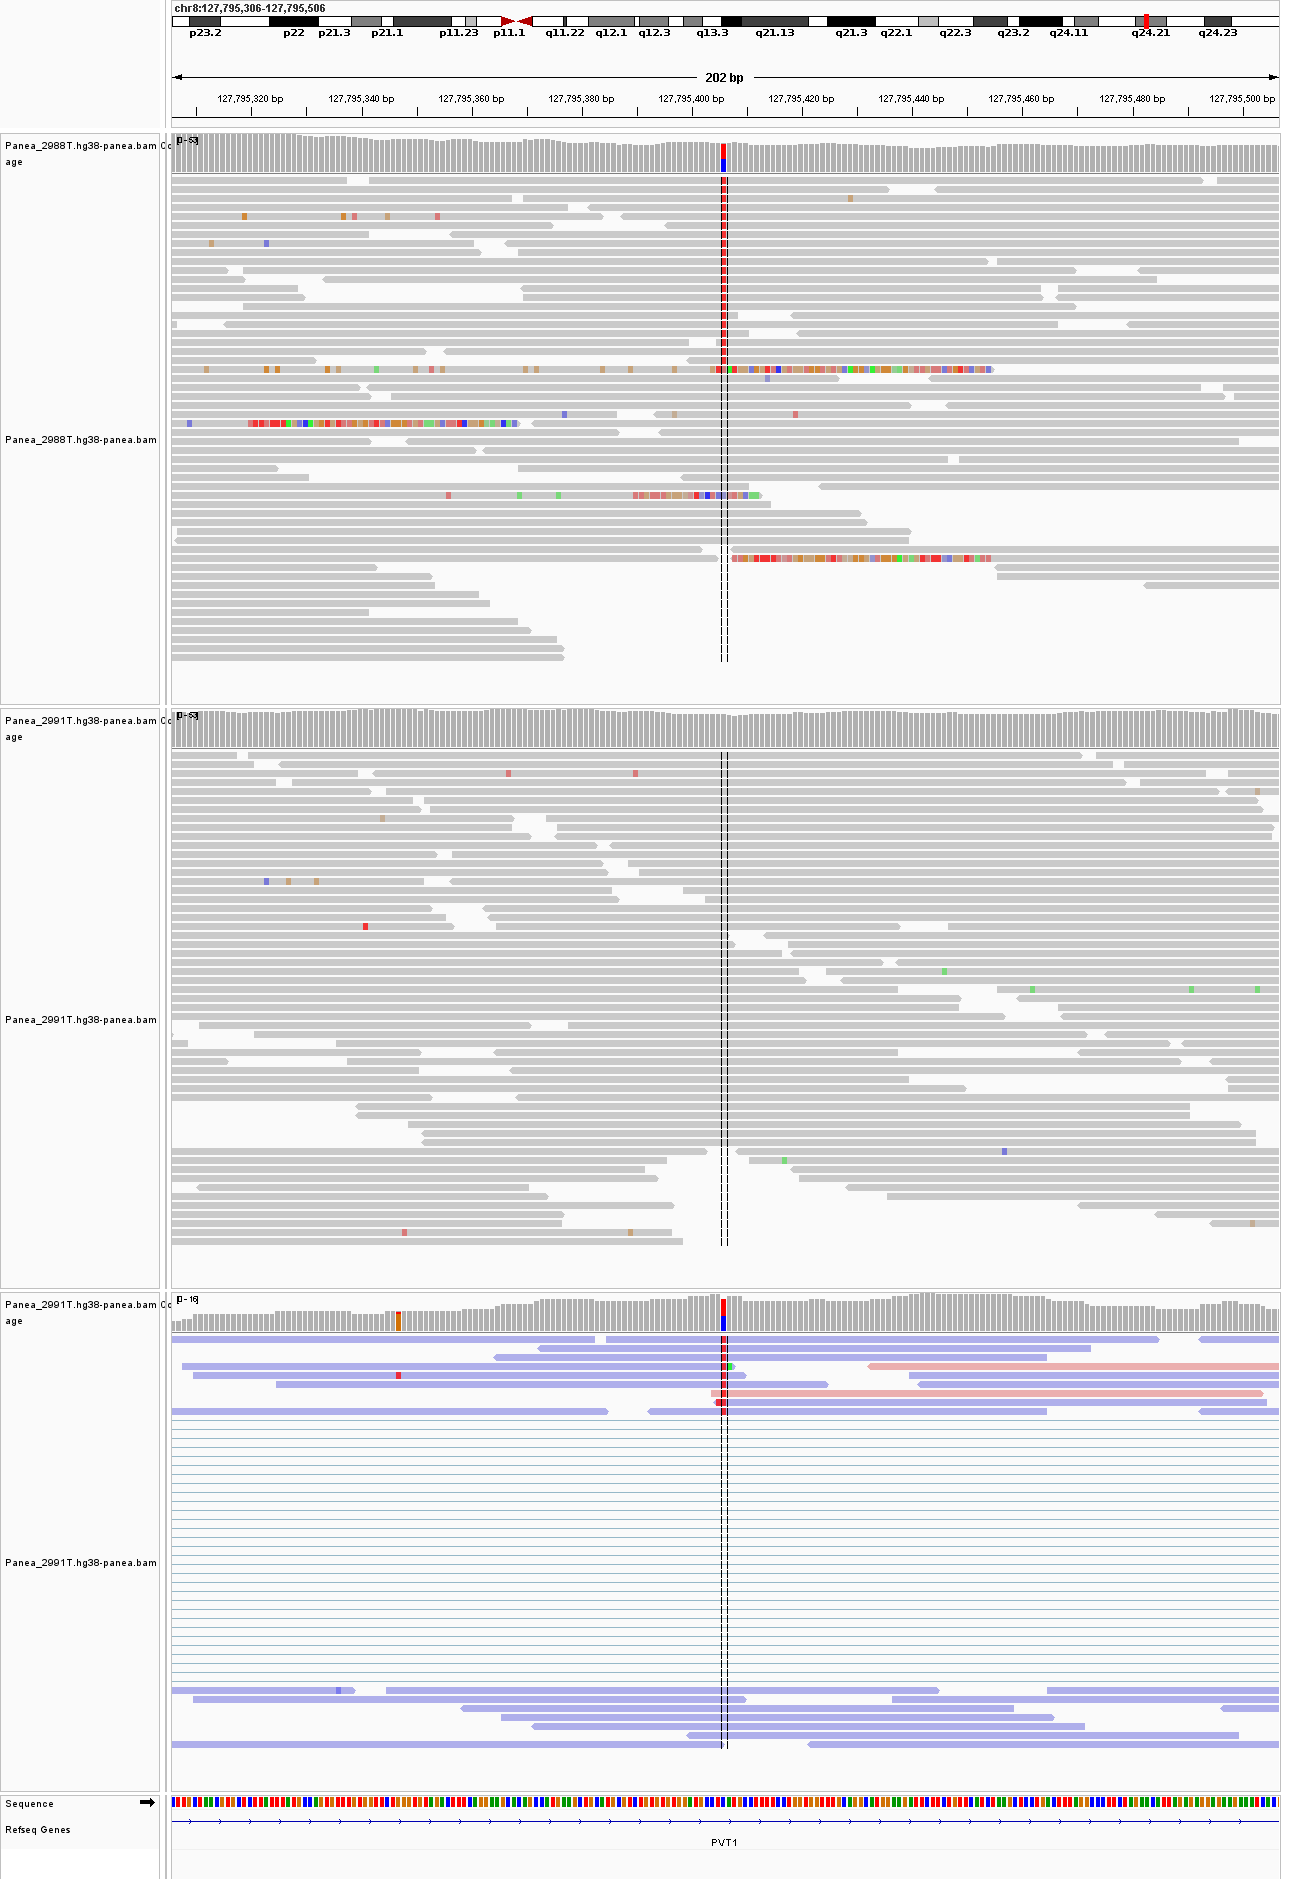 chr8:127,795,306-127,795,506
p23.2 p22 p21.3 p21.1 p11.23 p11.1 q11.22 q12.1 q12.3 q13.3 q21.13 q21.3 q22.1 q22.3 q23.2 q24.11 q24.21 q24.23
202 bp
127,795,320 bp 127,795,340 bp 127,795,360 bp 127,795,380 bp 127,795,400 bp 127,795,420 bp 127,795,440 bp 127,795,460 bp 127,795,480 bp 127,795,500 bp
[0 - 53]
Panea_2988T.hg38-panea.bam Co
age
Panea_2988T.hg38-panea.bam
[0 - 53]
Panea_2991T.hg38-panea.bam Co
age
Panea_2991T.hg38-panea.bam
[0 - 16]
Panea_2991T.hg38-panea.bam Co
age
Panea_2991T.hg38-panea.bam
Sequence
Refseq Genes
PVT1